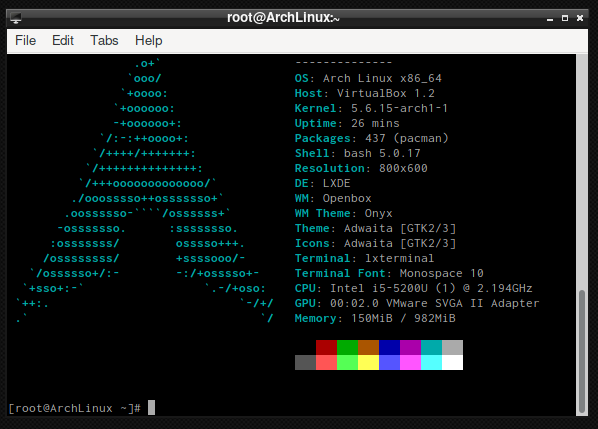 root@ArchLinux:~
File Edit Tabs Help
.o+`
--------------
`ooo/
OS: Arch Linux x86_64
`+oooo:
Host: VirtualBox 1.2
`+oooooo:
Kernel: 5.6.15-arch1-1
-+oooooo+:
Uptime: 26 mins
`/:-:++oooo+:
Packages: 437 (pacman)
`/++++/+++++++:
Shell: bash 5.0.17
`/++++++++++++++:
Resolution: 800x600
`/+++ooooooooooooo/`
DE: LXDE
./ooosssso++osssssso+`
WM: Openbox
.oossssso-````/ossssss+`
WM Theme: Onyx
-osssssso. :ssssssso.
Theme: Adwaita [GTK2/3]
:osssssss/ osssso+++.
Icons: Adwaita [GTK2/3]
/ossssssss/ +ssssooo/-
Terminal: lxterminal
`/ossssso+/:- -:/+osssso+-
Terminal Font: Monospace 10
`+sso+:-` `.-/+oso:
CPU: Intel i5-5200U (1) @ 2.194GHz
`++:. `-/+/
GPU: 00:02.0 VMware SVGA II Adapter
.` `/
Memory: 150MiB / 982MiB
[root@ArchLinux ~]#